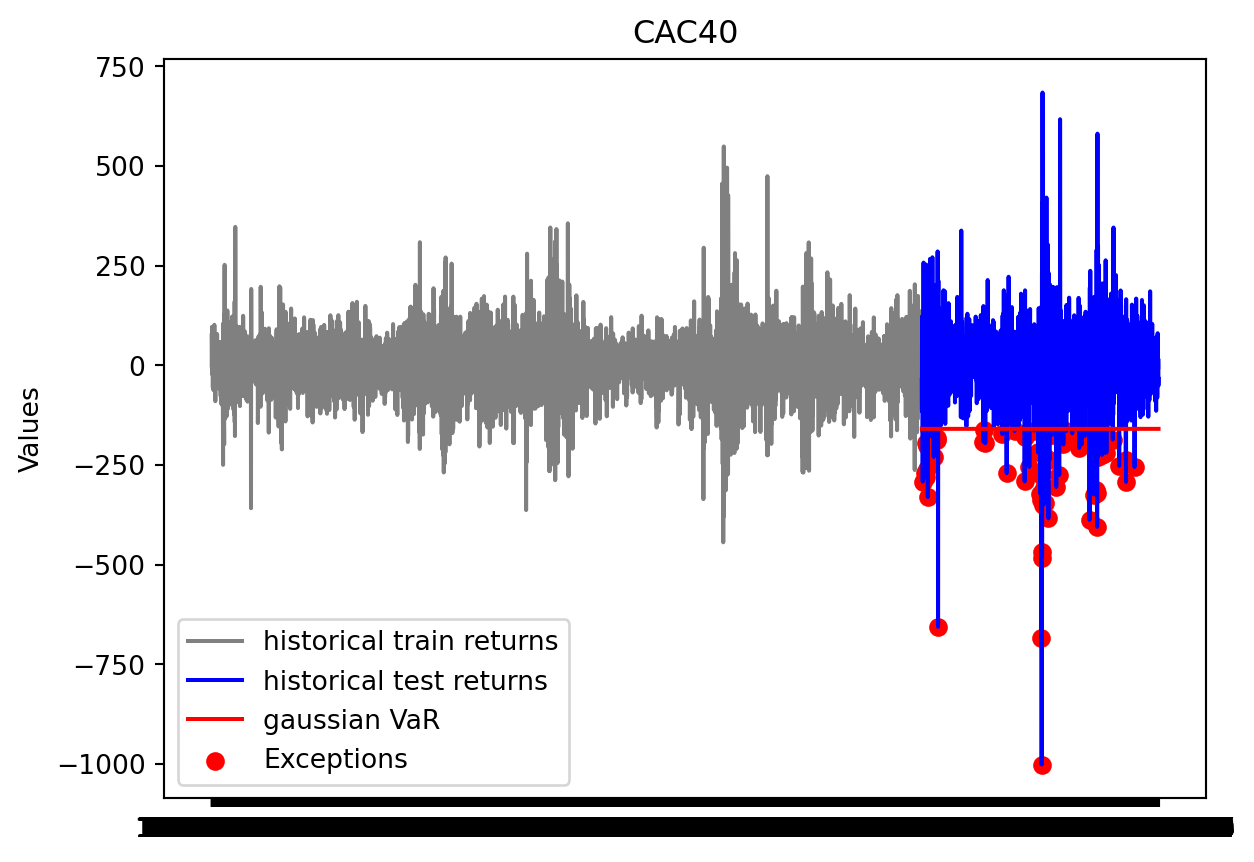 CAC40
750
500
250
0
−250
−500
−750
−1000
Values
historical train returns
historical test returns
gaussian VaR
Exceptions